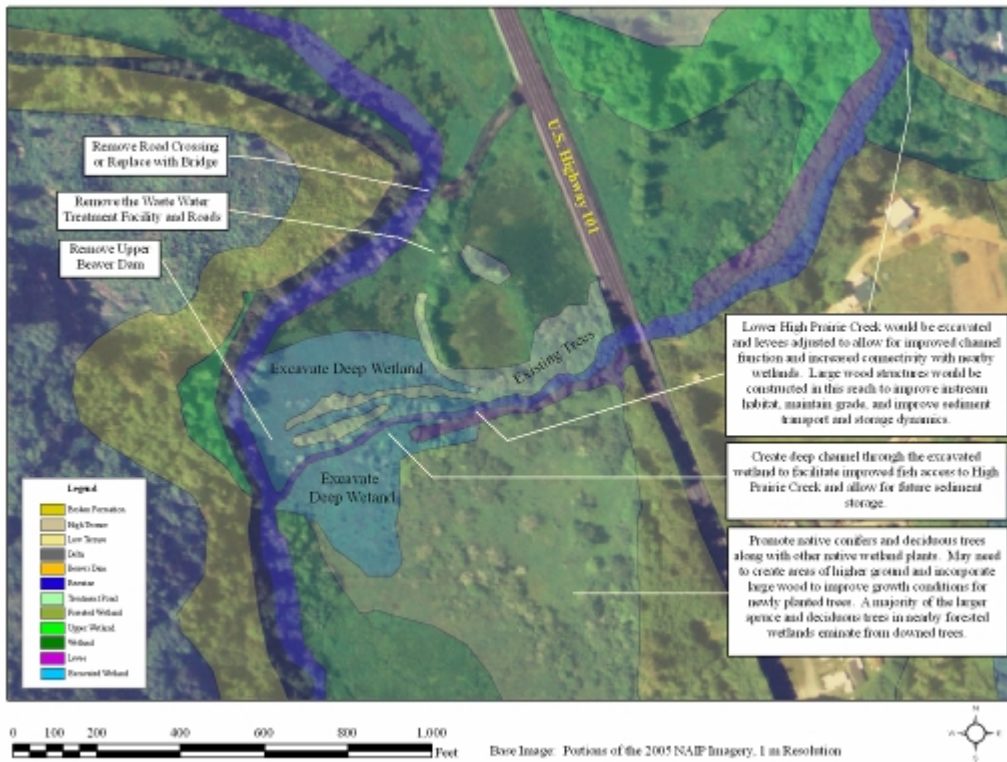 Remove Road Crossing
or Replace with Bridge
Remove the Waste Water
Treatment Facility and Roads
Remove Upper
Beaver Dam
U.S. Highway 101
Existing Trees
Excavate Deep Wetland
Excavate
Deep Wetland
Lower High Prairie Creek would be excavated
and levees adjusted to allow for improved channel
function and increased connectivity with nearby
wetlands. Large wood structures would be
constructed in this reach to improve instream
habitat, maintain grade, and improve sediment
transport and storage dynamics.
Create deep channel through the excavated
wetland to facilitate improved fish access to High
Prairie Creek and allow for future sediment
storage.
Promote native conifers and deciduous trees
along with other native wetland plants. May need
to create areas of higher ground and incorporate
large wood to improve growth conditions for
newly planted trees. A majority of the larger
spruce and deciduous trees in nearby forested
wetlands eminate from downed trees.
Legend
Broken Formation
High Terrace
Low Terrace
Delta
Beaver Dam
Riverine
Treatment Pond
Forested Wetland
Upper Wetland
Wetland
Levee
Excavated Wetland
0 100 200 400 600 800 1,000
Feet
Base Image: Portions of the 2005 NAIP Imagery, 1 m Resolution
N
W E
S